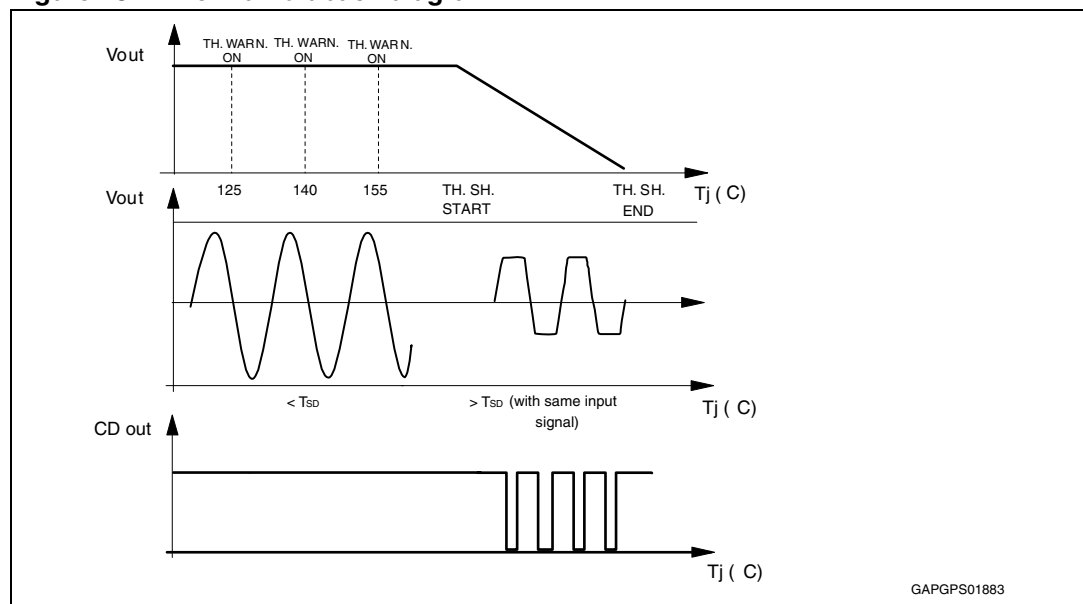 Vout
TH. WARN. ON
TH. WARN. ON
TH. WARN. ON
125
140
155
TH. SH. START
TH. SH. END
Tj ( C)
Vout
< TSD
> TSD (with same input signal)
Tj ( C)
CD out
Tj ( C)
GAPGPS01883